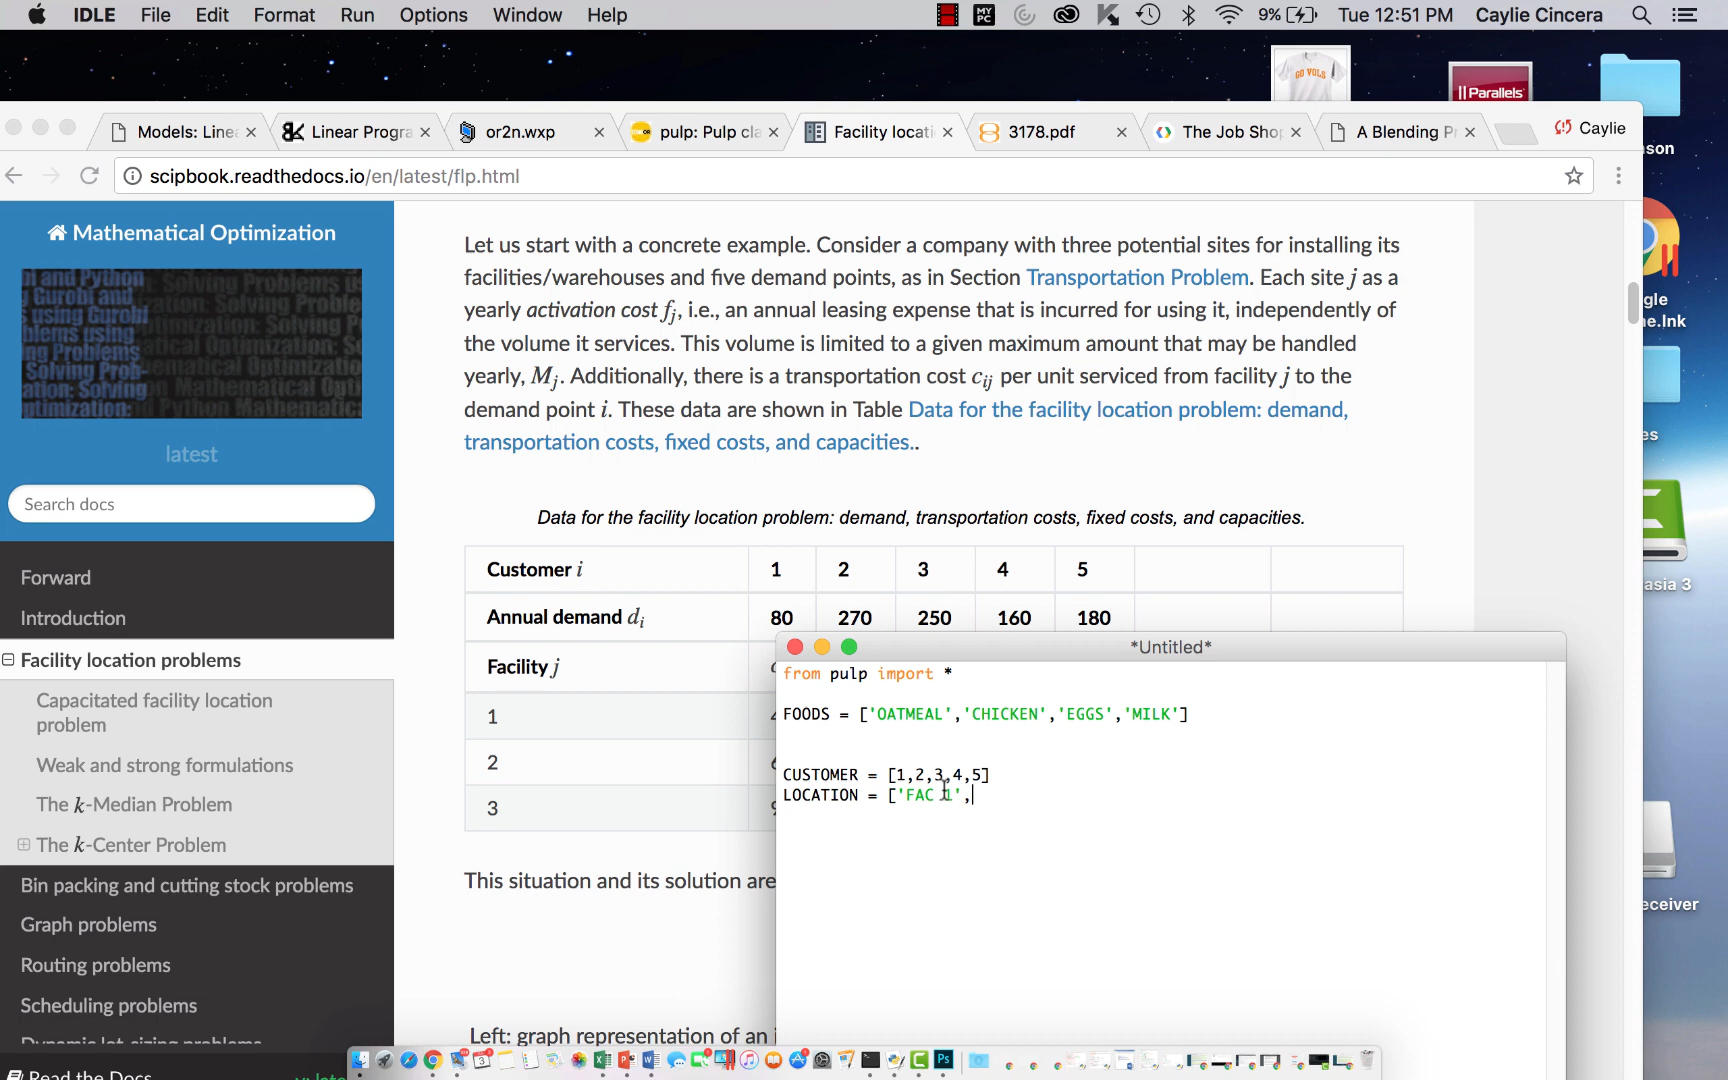 IDLE File Edit Format Run Options Window Help
MY PC
9% Tue 12:51 PM Caylie Cincera
GO VOLS
Parallels
Models: Linea
Linear Progra
or2n.wxp
pulp: Pulp cla
Facility locati
3178.pdf
The Job Shop
A Blending Pr
Caylie
scipbook.readthedocs.io/en/latest/flp.html
Mathematical Optimization
latest
Search docs
Forward
Introduction
Facility location problems
Capacitated facility location
problem
Weak and strong formulations
The k-Median Problem
The k-Center Problem
Bin packing and cutting stock problems
Graph problems
Routing problems
Scheduling problems
Dynamic lot-sizing problems
Read the Docs
Let us start with a concrete example. Consider a company with three potential sites for installing its
facilities/warehouses and five demand points, as in Section Transportation Problem. Each site j as a
yearly activation cost fj, i.e., an annual leasing expense that is incurred for using it, independently of
the volume it services. This volume is limited to a given maximum amount that may be handled
yearly, Mj. Additionally, there is a transportation cost cij per unit serviced from facility j to the
demand point i. These data are shown in Table Data for the facility location problem: demand,
transportation costs, fixed costs, and capacities..
Data for the facility location problem: demand, transportation costs, fixed costs, and capacities.
Customer i 1 2 3 4 5
Annual demand di 80 270 250 160 180
Facility j
1
2
3
This situation and its solution are
Left: graph representation of an i
*Untitled*
from pulp import *
FOODS = ['OATMEAL','CHICKEN','EGGS','MILK']
CUSTOMER = [1,2,3,4,5]
LOCATION = ['FAC 1',
son
gle
ne.lnk
es
asia 3
eceiver